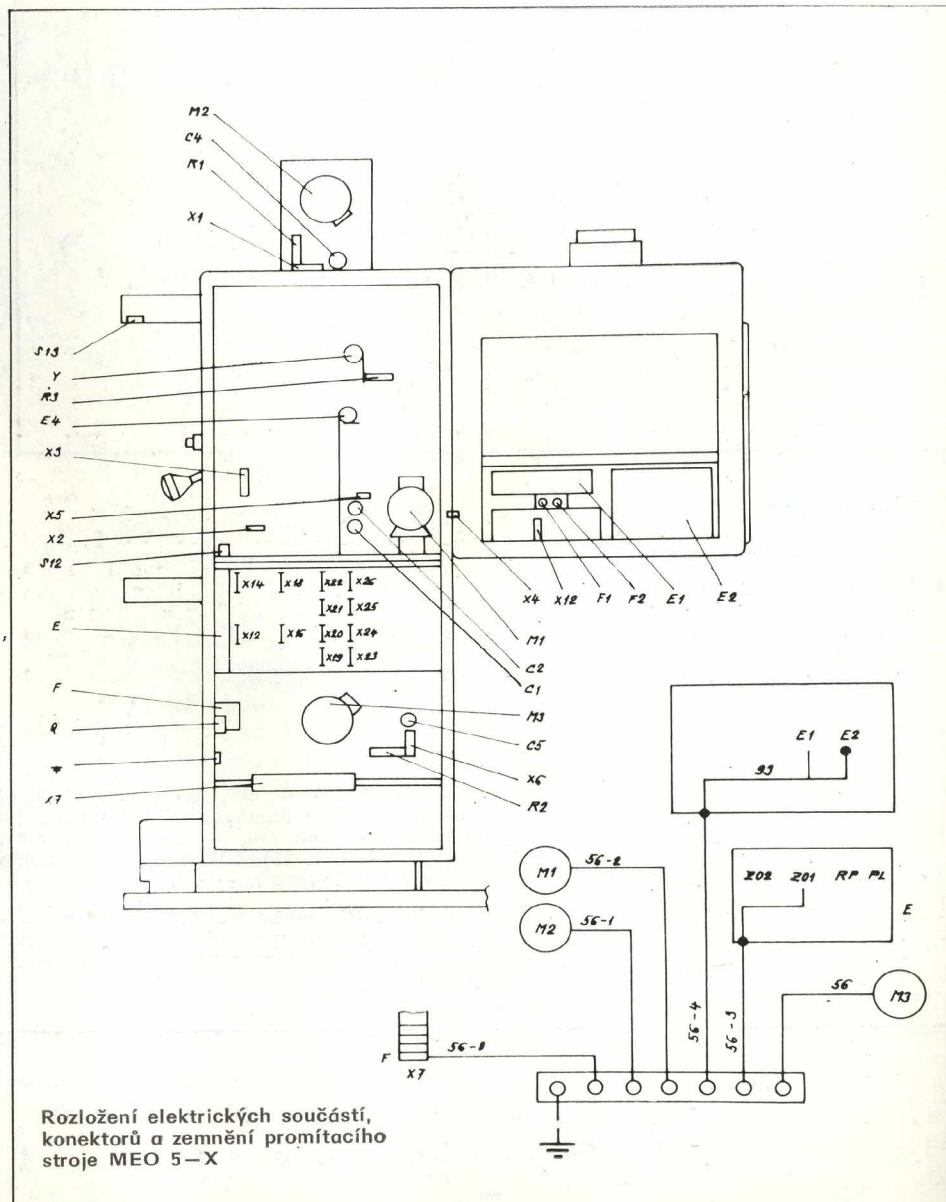 M2
C4
R1
X1
S13
Y
R3
E4
X3
X5
X2
S12
X14 X18 X22 X26
X21 X25
E X12 X16 X20 X24
X19 X23
F
Q
X7
X4 X12 F1 F2 E1 E2
M1
C2
C1
M3
C5
X6
R2
E1 E2
93
M1 56-2
Z02 Z01 RP PL
E
M2 56-1
56-4
56-3
56 M3
F 56-0
X7
Rozložení elektrických součástí,
konektorů a zemnění promítacího
stroje MEO 5—X